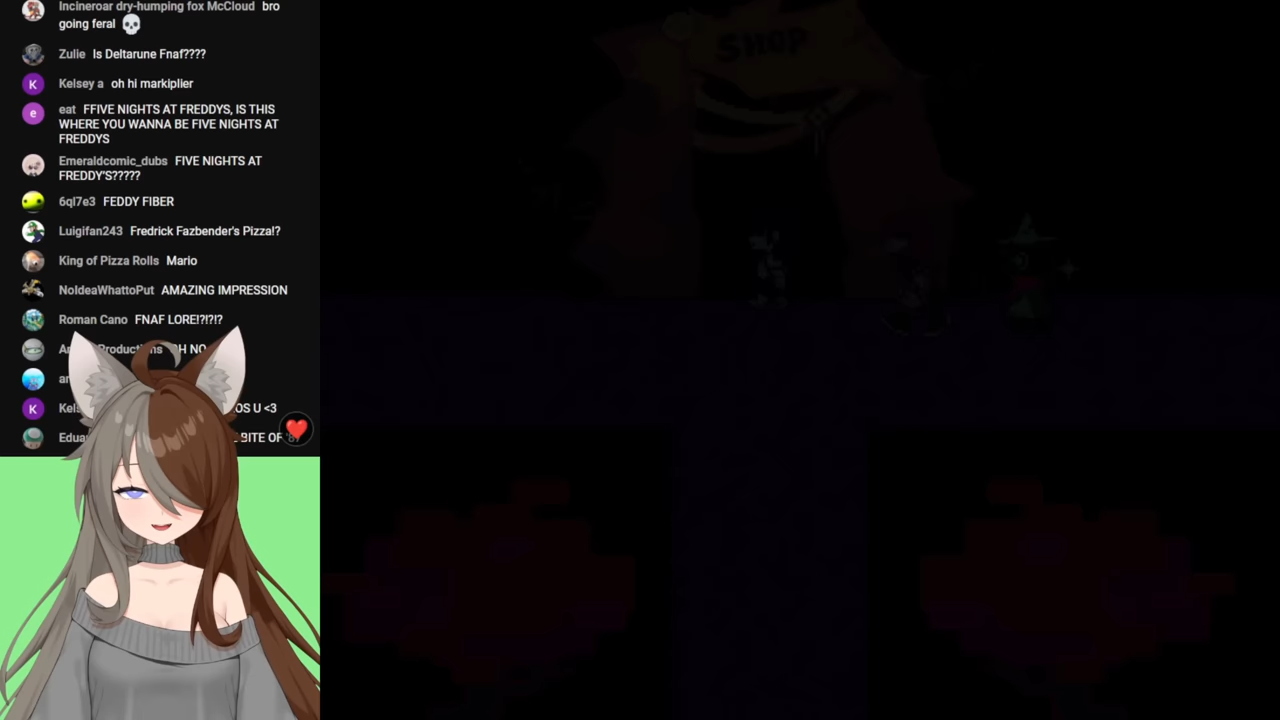 Incineroar dry-humping fox McCloud bro
going feral
Zulie Is Deltarune Fnaf????
K Kelsey a oh hi markiplier
e eat FFIVE NIGHTS AT FREDDYS, IS THIS
WHERE YOU WANNA BE FIVE NIGHTS AT
FREDDYS
Emeraldcomic_dubs FIVE NIGHTS AT
FREDDY'S?????
6ql7e3 FEDDY FIBER
Luigifan243 Fredrick Fazbender's Pizza!?
King of Pizza Rolls Mario
NoIdeaWhattoPut AMAZING IMPRESSION
Roman Cano FNAF LORE!?!?!?
NO
K U <3
BITE OF
SHOP